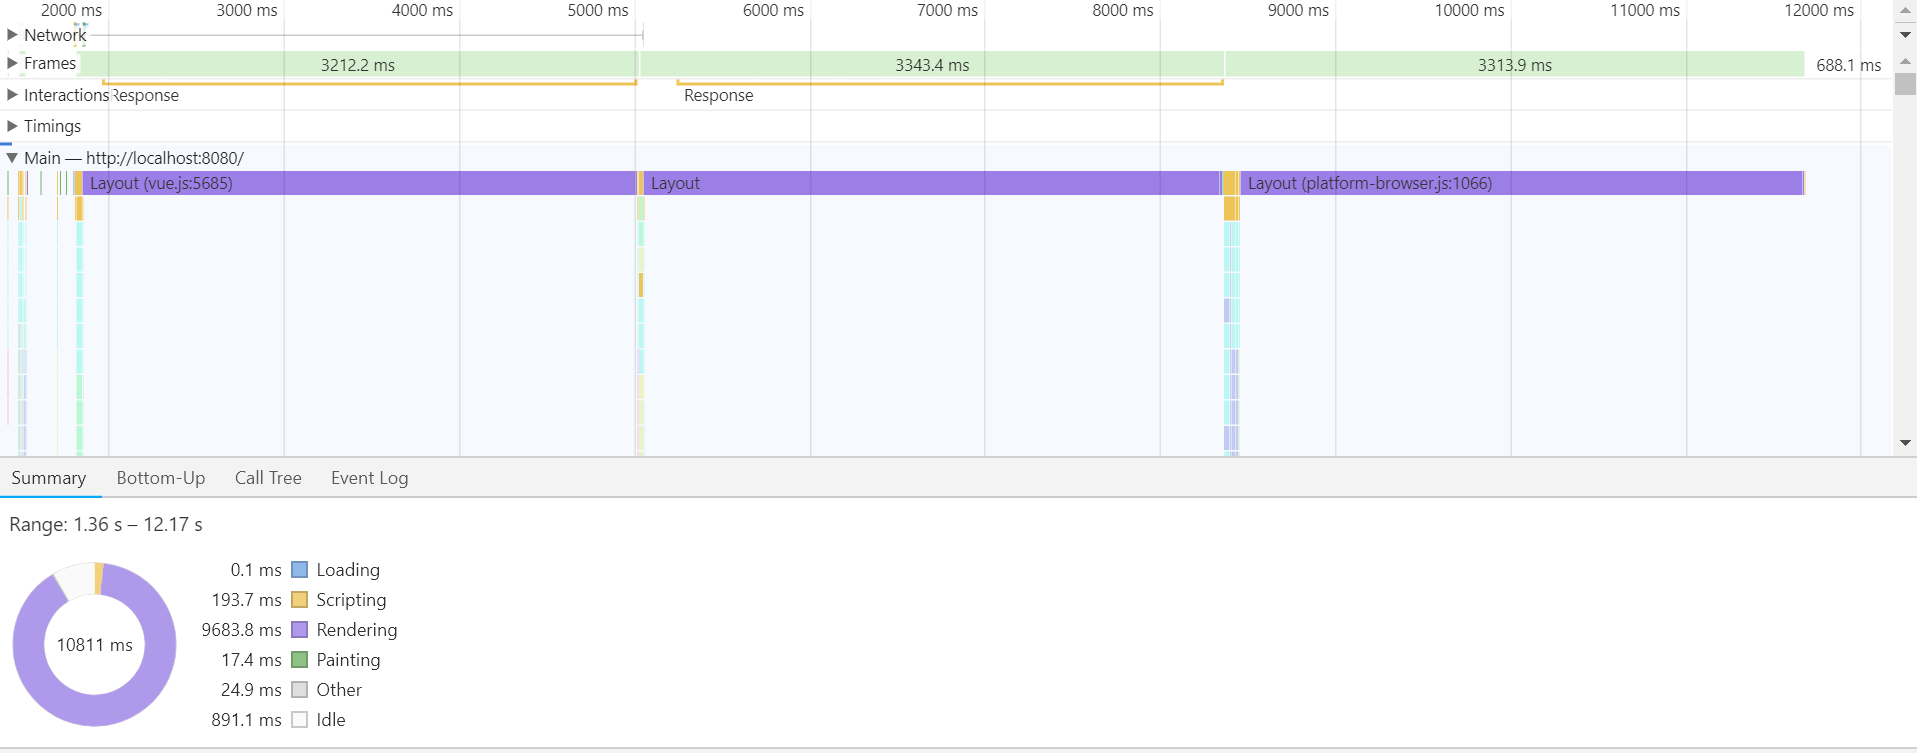 2000 ms 3000 ms 4000 ms 5000 ms 6000 ms 7000 ms 8000 ms 9000 ms 10000 ms 11000 ms 12000 ms
Network
Frames 3212.2 ms 3343.4 ms 3313.9 ms 688.1 ms
Interactions Response Response
Timings
Main — http://localhost:8080/
Layout (vue.js:5685) Layout Layout (platform-browser.js:1066)
Summary Bottom-Up Call Tree Event Log
Range: 1.36 s – 12.17 s
10811 ms
0.1 ms Loading
193.7 ms Scripting
9683.8 ms Rendering
17.4 ms Painting
24.9 ms Other
891.1 ms Idle